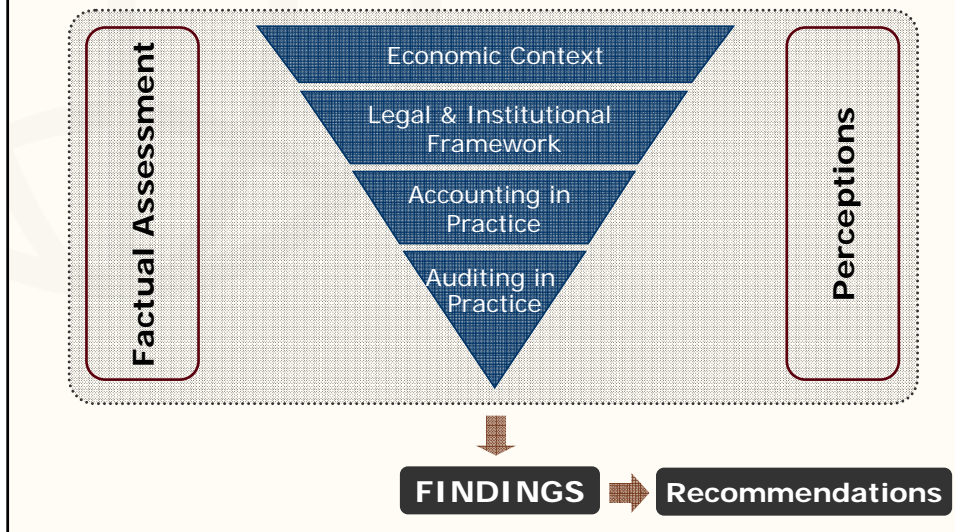 Factual Assessment
Economic Context
Legal & Institutional
Framework
Accounting in
Practice
Auditing in
Practice
Perceptions
FINDINGS
Recommendations